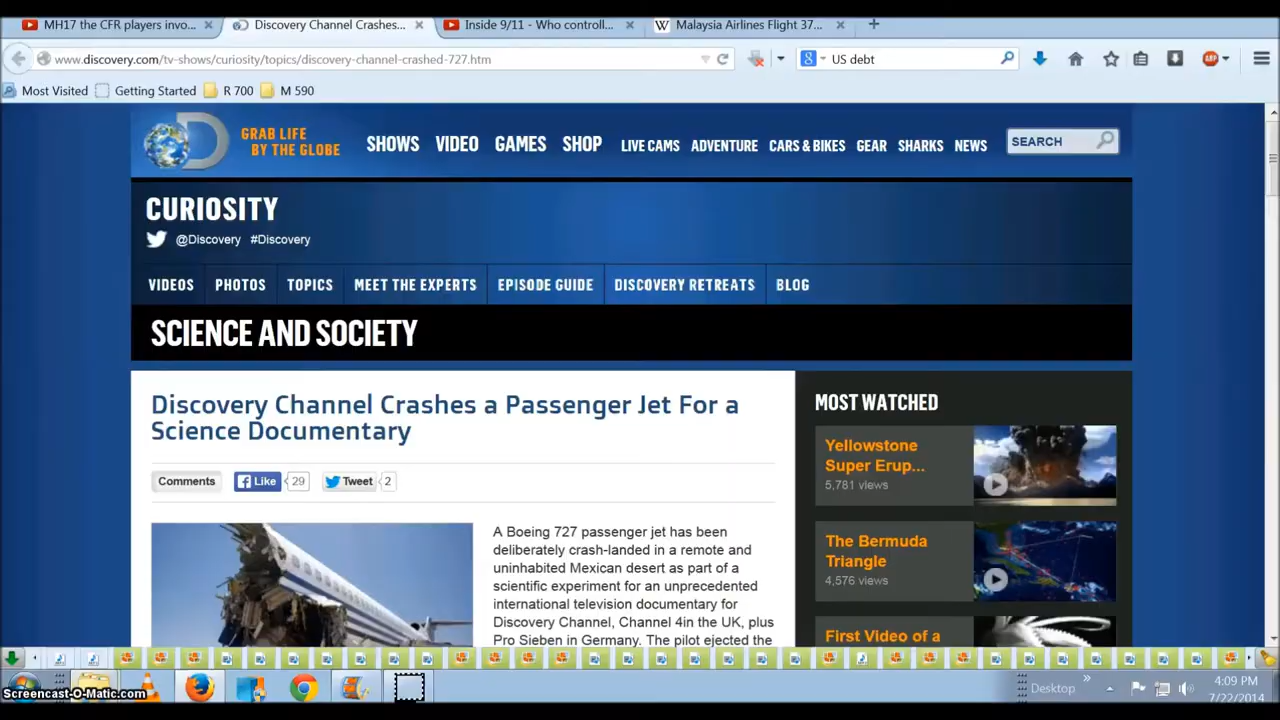 MH17 the CFR players invo...
Discovery Channel Crashes...
Inside 9/11 - Who controll...
Malaysia Airlines Flight 37...
www.discovery.com/tv-shows/curiosity/topics/discovery-channel-crashed-727.htm
US debt
Most Visited Getting Started R 700 M 590
GRAB LIFE
BY THE GLOBE
SHOWS VIDEO GAMES SHOP LIVE CAMS ADVENTURE CARS & BIKES GEAR SHARKS NEWS
SEARCH
CURIOSITY
@Discovery #Discovery
VIDEOS PHOTOS TOPICS MEET THE EXPERTS EPISODE GUIDE DISCOVERY RETREATS BLOG
SCIENCE AND SOCIETY
Discovery Channel Crashes a Passenger Jet For a
Science Documentary
Comments Like 29 Tweet 2
A Boeing 727 passenger jet has been
deliberately crash-landed in a remote and
uninhabited Mexican desert as part of a
scientific experiment for an unprecedented
international television documentary for
Discovery Channel, Channel 4in the UK, plus
Pro Sieben in Germany. The pilot ejected the
MOST WATCHED
Yellowstone
Super Erup...
5,781 views
The Bermuda
Triangle
4,576 views
First Video of a
Screencast-O-Matic.com
Desktop
4:09 PM
7/22/2014